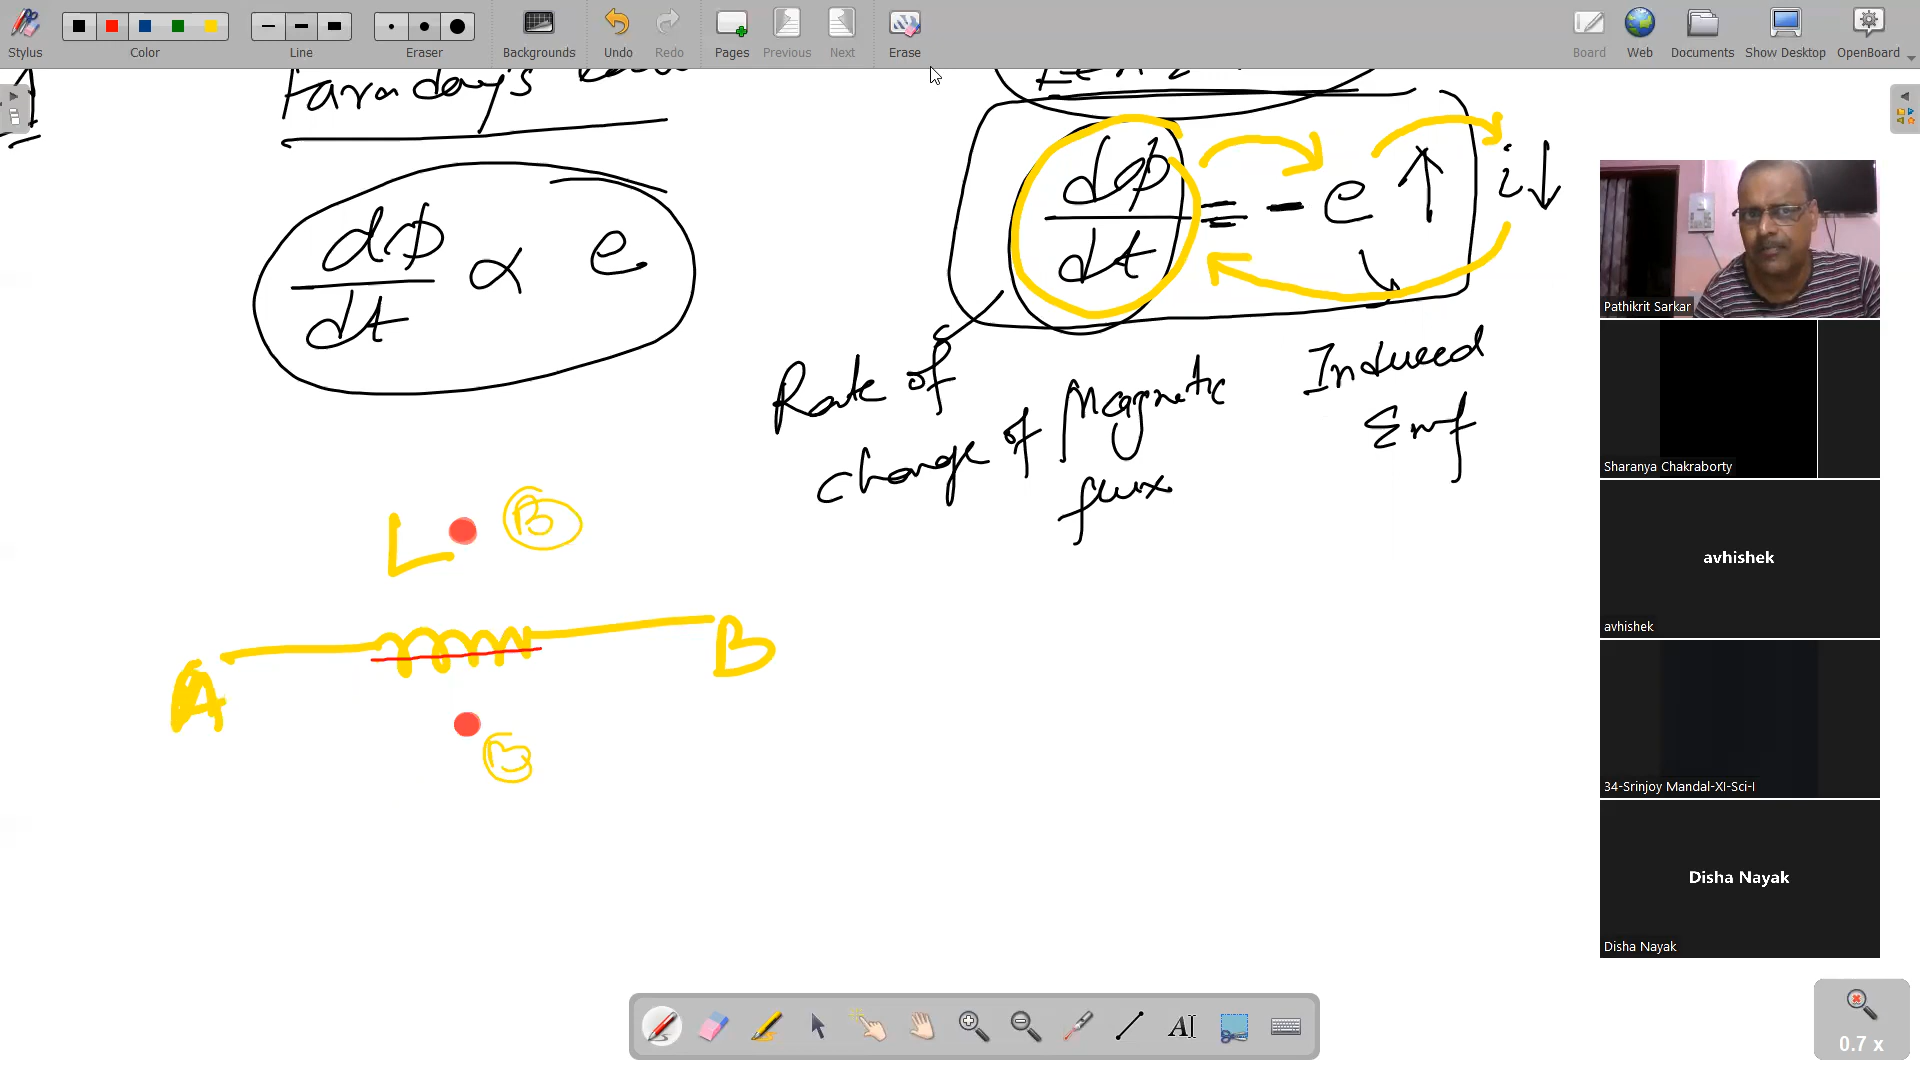 Stylus
Color
Line
Eraser
Backgrounds
Undo
Redo
Pages
Previous
Next
Erase
Board
Web
Documents
Show Desktop
OpenBoard
Faraday's
dϕ
dt
∝ e
dϕ
dt
= - e ↑ i ↓
Rate of
change of Magnetic
flux
Induced
Emf
L
B
A
B
B
Pathikrit Sarkar
Sharanya Chakraborty
avhishek
avhishek
34-Srinjoy Mandal-XI-Sci-I
Disha Nayak
Disha Nayak
0.7 x